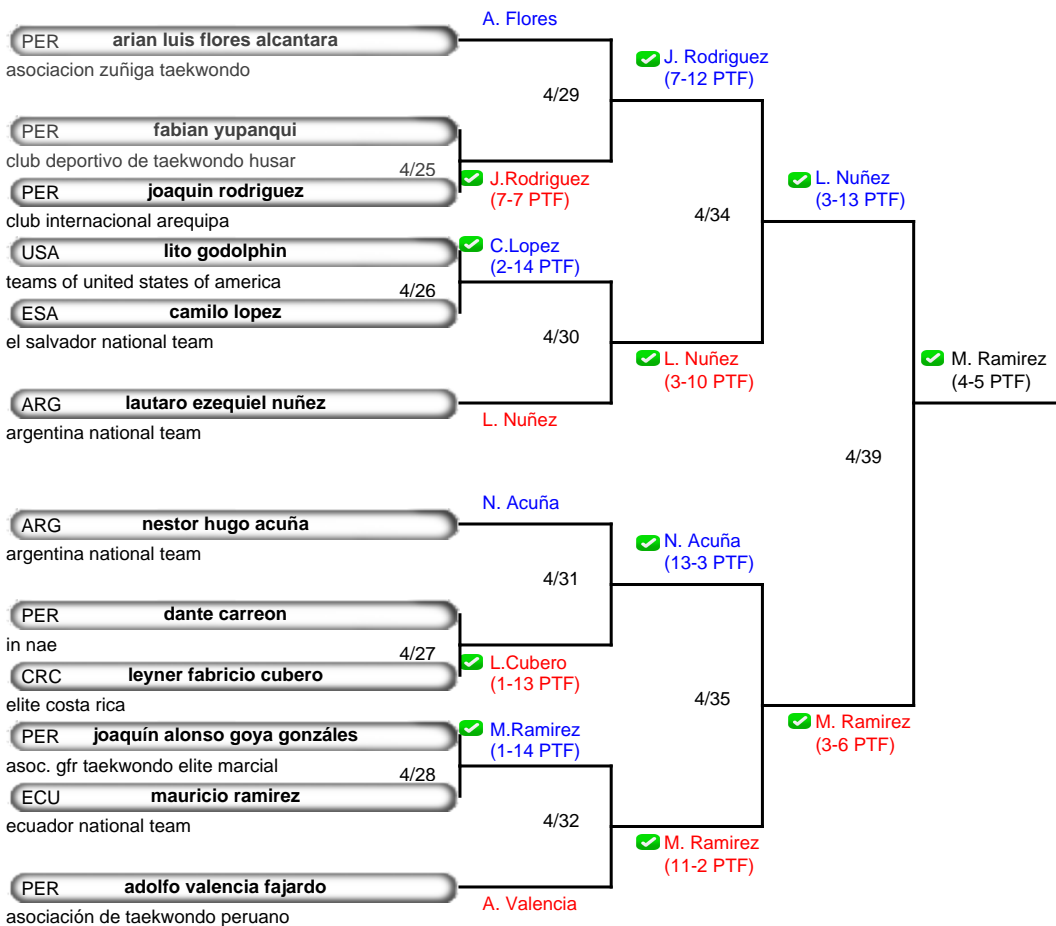 A. Flores
PER arian luis flores alcantara
asociacion zuñiga taekwondo
4/29
J. Rodriguez
(7-12 PTF)
PER fabian yupanqui
club deportivo de taekwondo husar
4/25
PER joaquin rodriguez
club internacional arequipa
J.Rodriguez
(7-7 PTF)
4/34
L. Nuñez
(3-13 PTF)
USA lito godolphin
teams of united states of america
4/26
C.Lopez
(2-14 PTF)
ESA camilo lopez
el salvador national team
4/30
L. Nuñez
(3-10 PTF)
ARG lautaro ezequiel nuñez
argentina national team
L. Nuñez
M. Ramirez
(4-5 PTF)
4/39
N. Acuña
ARG nestor hugo acuña
argentina national team
4/31
N. Acuña
(13-3 PTF)
PER dante carreon
in nae
4/27
CRC leyner fabricio cubero
elite costa rica
L.Cubero
(1-13 PTF)
4/35
M. Ramirez
(3-6 PTF)
PER joaquín alonso goya gonzáles
asoc. gfr taekwondo elite marcial
4/28
M.Ramirez
(1-14 PTF)
ECU mauricio ramirez
ecuador national team
4/32
M. Ramirez
(11-2 PTF)
PER adolfo valencia fajardo
asociación de taekwondo peruano
A. Valencia